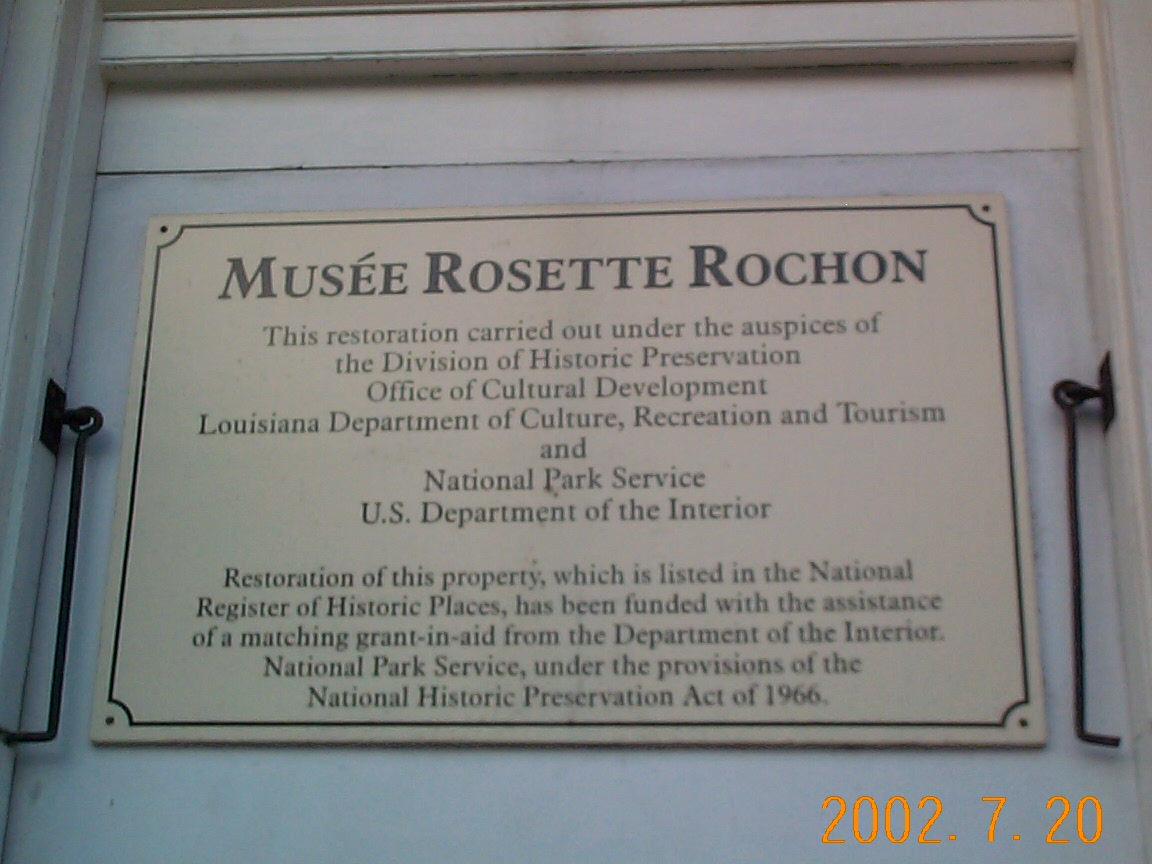 MUSÉE ROSETTE ROCHON
This restoration carried out under the auspices of
the Division of Historic Preservation
Office of Cultural Development
Louisiana Department of Culture, Recreation and Tourism
and
National Park Service
U.S. Department of the Interior
Restoration of this property, which is listed in the National
Register of Historic Places, has been funded with the assistance
of a matching grant-in-aid from the Department of the Interior.
National Park Service, under the provisions of the
National Historic Preservation Act of 1966.
2002. 7. 20